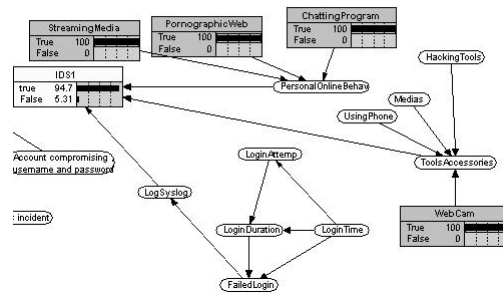 StreamingMedia
True 100
False 0
PornographicWeb
True 100
False 0
ChattingProgram
True 100
False 0
IDS1
true 94.7
False 5.31
PersonalOnlineBehav
HackingTools
Medias
UsingPhone
ToolsAccessories
Account compromising
username and passwor
LogSyslog
LoginAttemp
: incident
LoginDuration
LoginTime
FailedLogin
WebCam
True 100
False 0